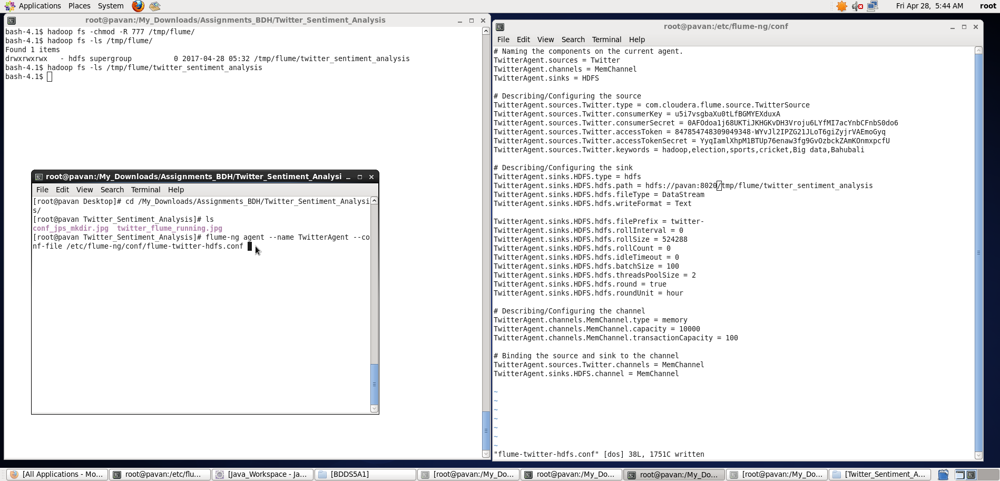 Applications Places System
Fri Apr 28, 5:44 AM root
root@pavan:/My_Downloads/Assignments_BDH/Twitter_Sentiment_Analysis
bash-4.1$ hadoop fs -chmod -R 777 /tmp/flume/
bash-4.1$ hadoop fs -ls /tmp/flume/
Found 1 items
drwxrwxrwx   - hdfs supergroup          0 2017-04-28 05:32 /tmp/flume/twitter_sentiment_analysis
bash-4.1$ hadoop fs -ls /tmp/flume/twitter_sentiment_analysis
bash-4.1$
root@pavan:/My_Downloads/Assignments_BDH/Twitter_Sentiment_Analysi
File Edit View Search Terminal Help
[root@pavan Desktop]# cd /My_Downloads/Assignments_BDH/Twitter_Sentiment_Analysi
s/
[root@pavan Twitter_Sentiment_Analysis]# ls
conf_jps_mkdir.jpg  twitter_flume_running.jpg
[root@pavan Twitter_Sentiment_Analysis]# flume-ng agent --name TwitterAgent --co
nf-file /etc/flume-ng/conf/flume-twitter-hdfs.conf
root@pavan:/etc/flume-ng/conf
File Edit View Search Terminal Help
# Naming the components on the current agent.
TwitterAgent.sources = Twitter
TwitterAgent.channels = MemChannel
TwitterAgent.sinks = HDFS
# Describing/Configuring the source
TwitterAgent.sources.Twitter.type = com.cloudera.flume.source.TwitterSource
TwitterAgent.sources.Twitter.consumerKey = u5i7vsgbaXu0tLfBGMYEXduxA
TwitterAgent.sources.Twitter.consumerSecret = 0AFOdoa1j68UKTiJKHGKvDH3Vroju6LYfMI7acYnbCFnbS0do6
TwitterAgent.sources.Twitter.accessToken = 847854748309049348-WYvJl2IPZG21JLoT6giZyjrVAEmoGyq
TwitterAgent.sources.Twitter.accessTokenSecret = YyqIamlXhpM1BTUp76enaw3fg9GvOzbckZAmKOnmxpcfU
TwitterAgent.sources.Twitter.keywords = hadoop,election,sports,cricket,Big data,Bahubali
# Describing/Configuring the sink
TwitterAgent.sinks.HDFS.type = hdfs
TwitterAgent.sinks.HDFS.hdfs.path = hdfs://pavan:8020/tmp/flume/twitter_sentiment_analysis
TwitterAgent.sinks.HDFS.hdfs.fileType = DataStream
TwitterAgent.sinks.HDFS.hdfs.writeFormat = Text
TwitterAgent.sinks.HDFS.hdfs.filePrefix = twitter-
TwitterAgent.sinks.HDFS.hdfs.rollInterval = 0
TwitterAgent.sinks.HDFS.hdfs.rollSize = 524288
TwitterAgent.sinks.HDFS.hdfs.rollCount = 0
TwitterAgent.sinks.HDFS.hdfs.idleTimeout = 0
TwitterAgent.sinks.HDFS.hdfs.batchSize = 100
TwitterAgent.sinks.HDFS.hdfs.threadsPoolSize = 2
TwitterAgent.sinks.HDFS.hdfs.round = true
TwitterAgent.sinks.HDFS.hdfs.roundUnit = hour
# Describing/Configuring the channel
TwitterAgent.channels.MemChannel.type = memory
TwitterAgent.channels.MemChannel.capacity = 10000
TwitterAgent.channels.MemChannel.transactionCapacity = 100
# Binding the source and sink to the channel
TwitterAgent.sources.Twitter.channels = MemChannel
TwitterAgent.sinks.HDFS.channel = MemChannel
~
~
~
~
~
~
~
"flume-twitter-hdfs.conf" [dos] 38L, 1751C written
[All Applications - Mo... root@pavan:/etc/flu... [Java_Workspace - Ja... [BDDS5A1] [root@pavan:/My_Do... root@pavan:/My_Do... root@pavan:/My_Do... [root@pavan:/My_Do... [Twitter_Sentiment_A...